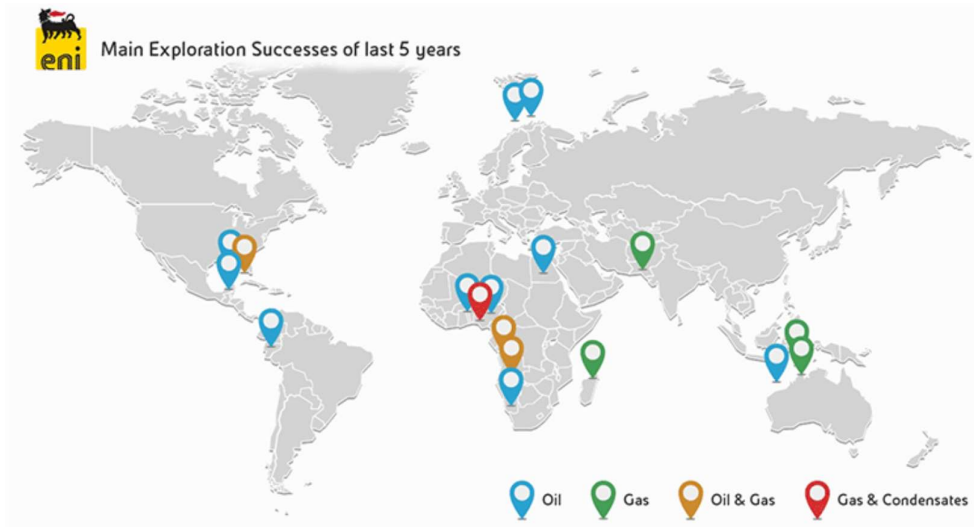 eni
Main Exploration Successes of last 5 years
Oil
Gas
Oil & Gas
Gas & Condensates